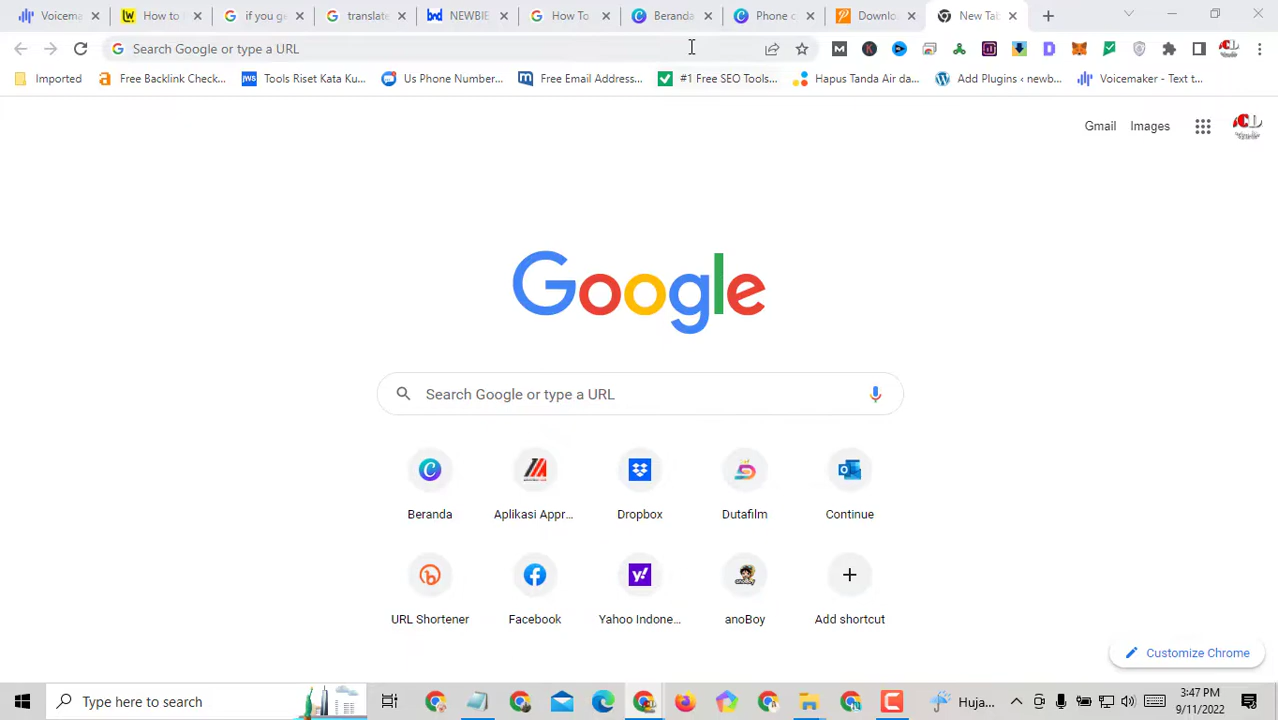 Voicema
How to
if you ge
translate
NEWBIE
How To
Beranda
Phone c
Downlo
New Tab
Search Google or type a URL
Imported
Free Backlink Check...
Tools Riset Kata Ku...
Us Phone Number...
Free Email Address...
#1 Free SEO Tools...
Hapus Tanda Air da...
Add Plugins ‹ newb...
Voicemaker - Text t...
Gmail
Images
Google
Search Google or type a URL
Beranda
Aplikasi Appr...
Dropbox
Dutafilm
Continue
URL Shortener
Facebook
Yahoo Indone...
anoBoy
Add shortcut
Customize Chrome
Type here to search
Huja...
3:47 PM
9/11/2022